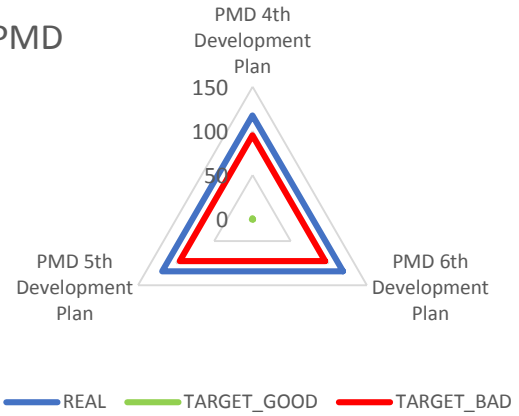 PMD
PMD 4th
Development
Plan
150
100
50
0
PMD 5th
Development
Plan
PMD 6th
Development
Plan
REAL TARGET_GOOD TARGET_BAD